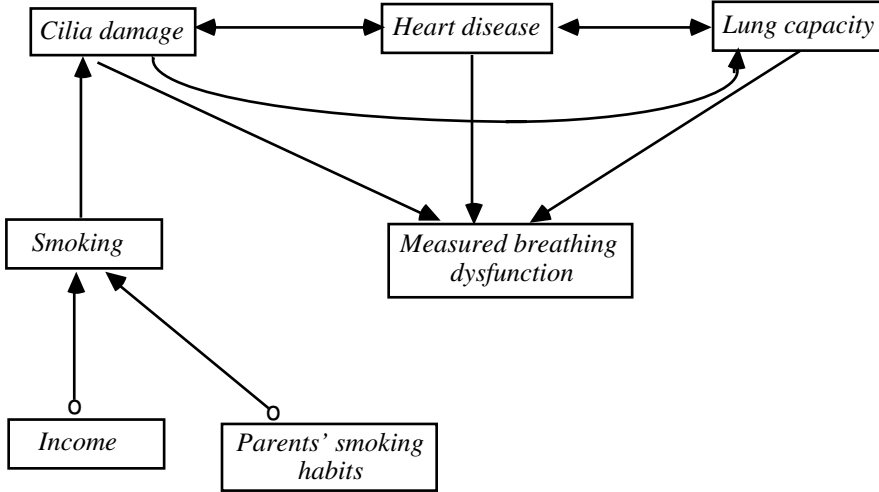 Cilia damage
Heart disease
Lung capacity
Smoking
Measured breathing
dysfunction
Income
Parents’ smoking
habits